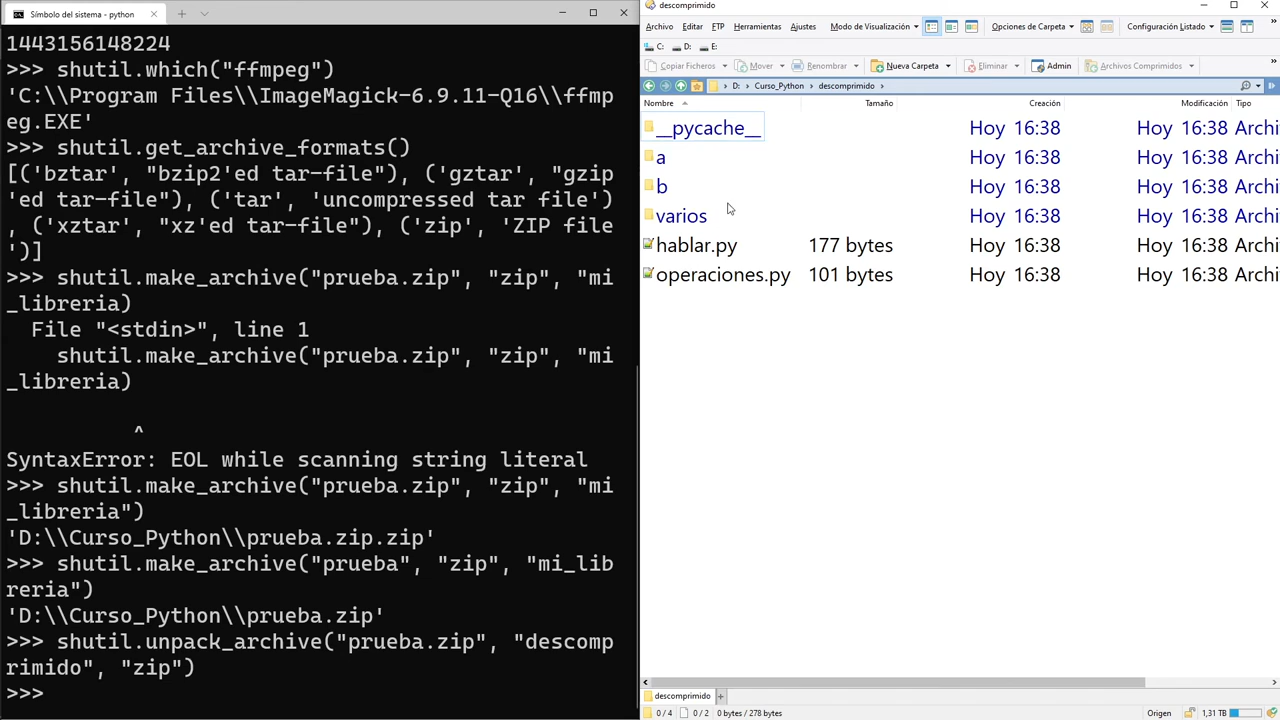 Símbolo del sistema - python
1443156148224
>>> shutil.which("ffmpeg")
'C:\\Program Files\\ImageMagick-6.9.11-Q16\\ffmp
eg.EXE'
>>> shutil.get_archive_formats()
[('bztar', "bzip2'ed tar-file"), ('gztar', "gzip
'ed tar-file"), ('tar', 'uncompressed tar file')
, ('xztar', "xz'ed tar-file"), ('zip', 'ZIP file
')]
>>> shutil.make_archive("prueba.zip", "zip", "mi
_libreria)
File "<stdin>", line 1
shutil.make_archive("prueba.zip", "zip", "mi
_libreria)
^
SyntaxError: EOL while scanning string literal
>>> shutil.make_archive("prueba.zip", "zip", "mi
_libreria")
'D:\\Curso_Python\\prueba.zip.zip'
>>> shutil.make_archive("prueba", "zip", "mi_lib
reria")
'D:\\Curso_Python\\prueba.zip'
>>> shutil.unpack_archive("prueba.zip", "descomp
rimido", "zip")
>>>
descomprimido
Archivo Editar FTP Herramientas Ajustes Modo de Visualización Opciones de Carpeta Configuración Listado »
C: D: E:
Copiar Ficheros Mover Renombrar Nueva Carpeta Eliminar Admin Archivos Comprimidos »
D: › Curso_Python › descomprimido ›
Nombre Tamaño Creación Modificación Tipo
__pycache__ Hoy 16:38 Hoy 16:38 Archi
a Hoy 16:38 Hoy 16:38 Archi
b Hoy 16:38 Hoy 16:38 Archi
varios Hoy 16:38 Hoy 16:38 Archi
hablar.py 177 bytes Hoy 16:38 Hoy 16:38 Archi
operaciones.py 101 bytes Hoy 16:38 Hoy 16:38 Archi
descomprimido +
0 / 4 0 / 2 0 bytes / 278 bytes Origen 1,31 TB